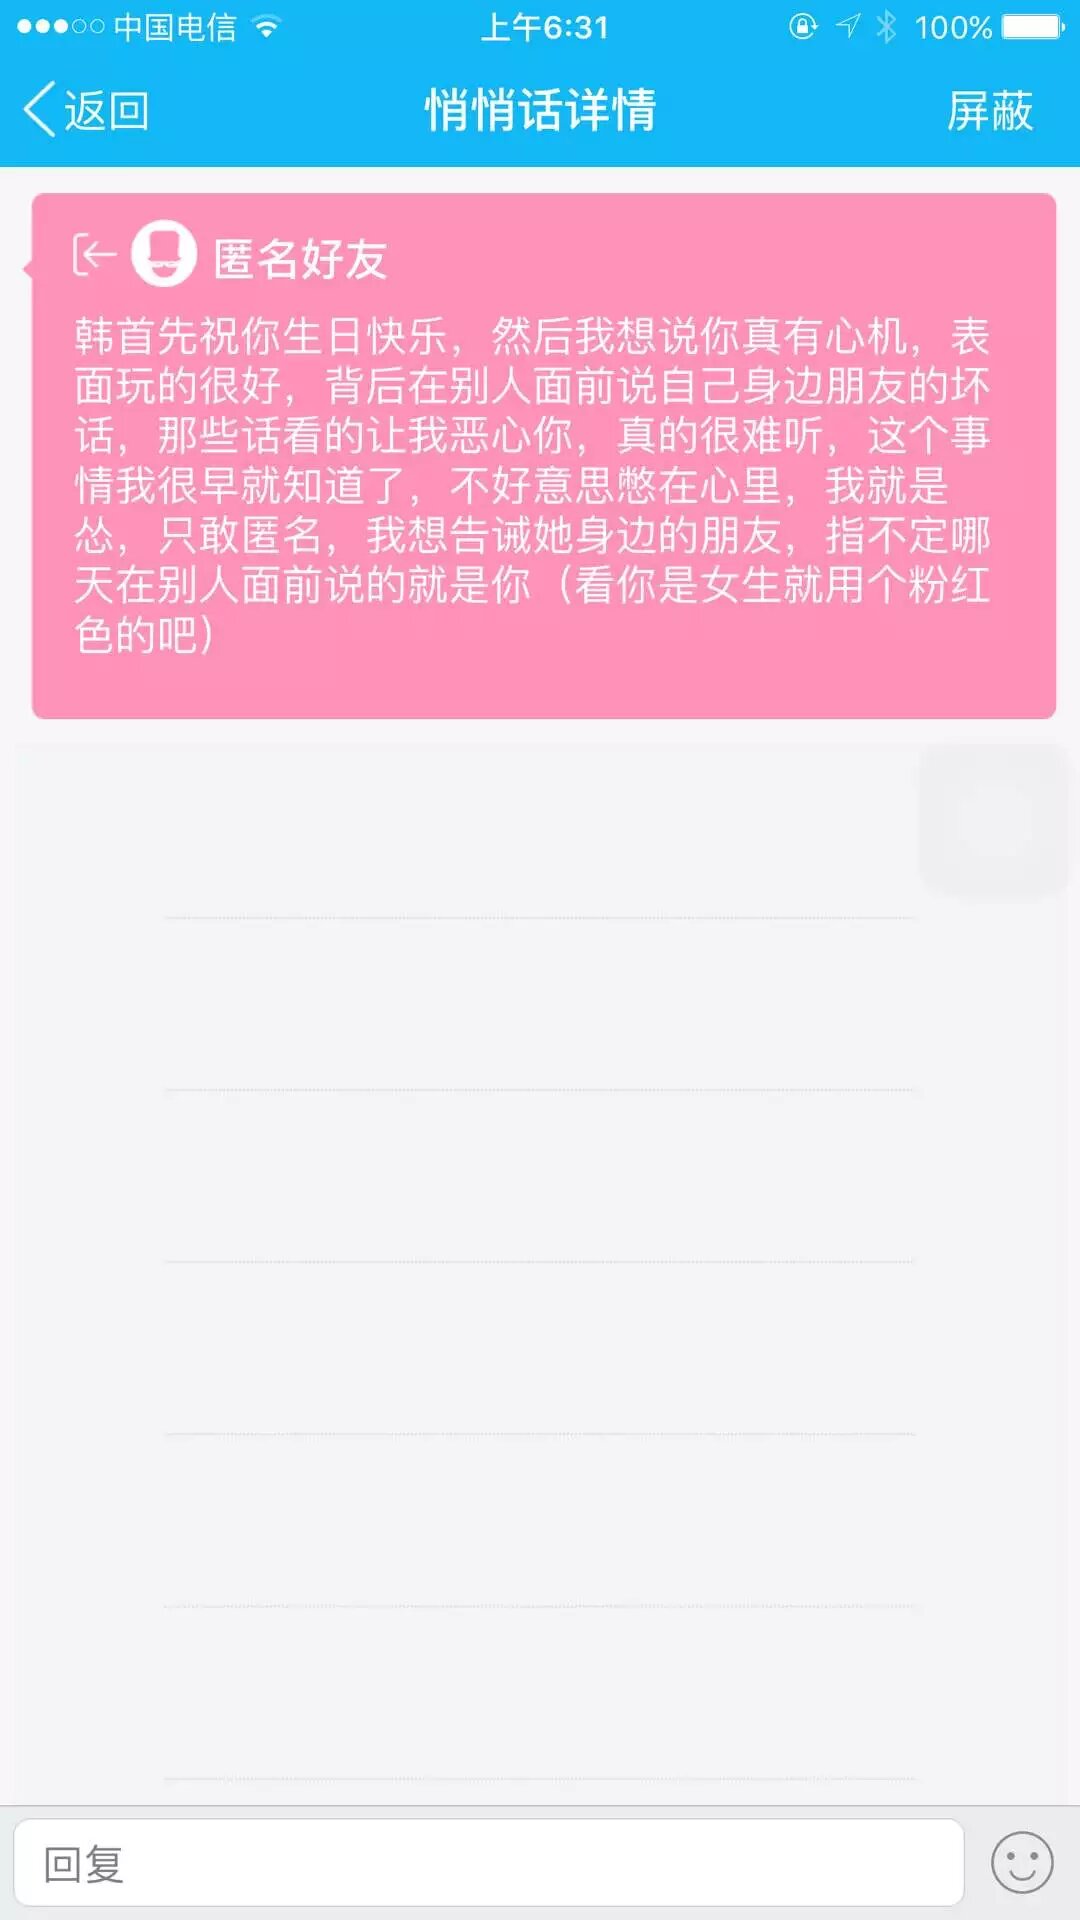 中国电信 上午6:31 100%
返回 悄悄话详情 屏蔽
匿名好友
韩首先祝你生日快乐，然后我想说你真有心机，表
面玩的很好，背后在别人面前说自己身边朋友的坏
话，那些话看的让我恶心你，真的很难听，这个事
情我很早就知道了，不好意思憋在心里，我就是
怂，只敢匿名，我想告诫她身边的朋友，指不定哪
天在别人面前说的就是你（看你是女生就用个粉红
色的吧）
回复